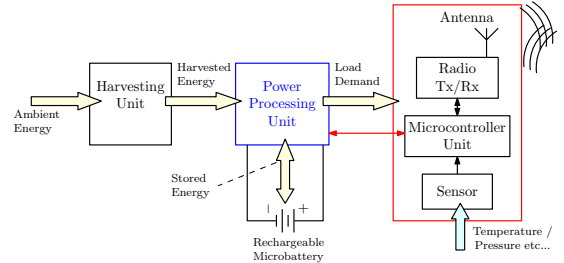 Antenna
Harvested
Energy
Load
Demand
Harvesting
Unit
Power
Processing
Unit
Radio
Tx/Rx
Ambient
Energy
Microcontroller
Unit
Stored
Energy
Sensor
Rechargeable
Microbattery
Temperature /
Pressure etc...